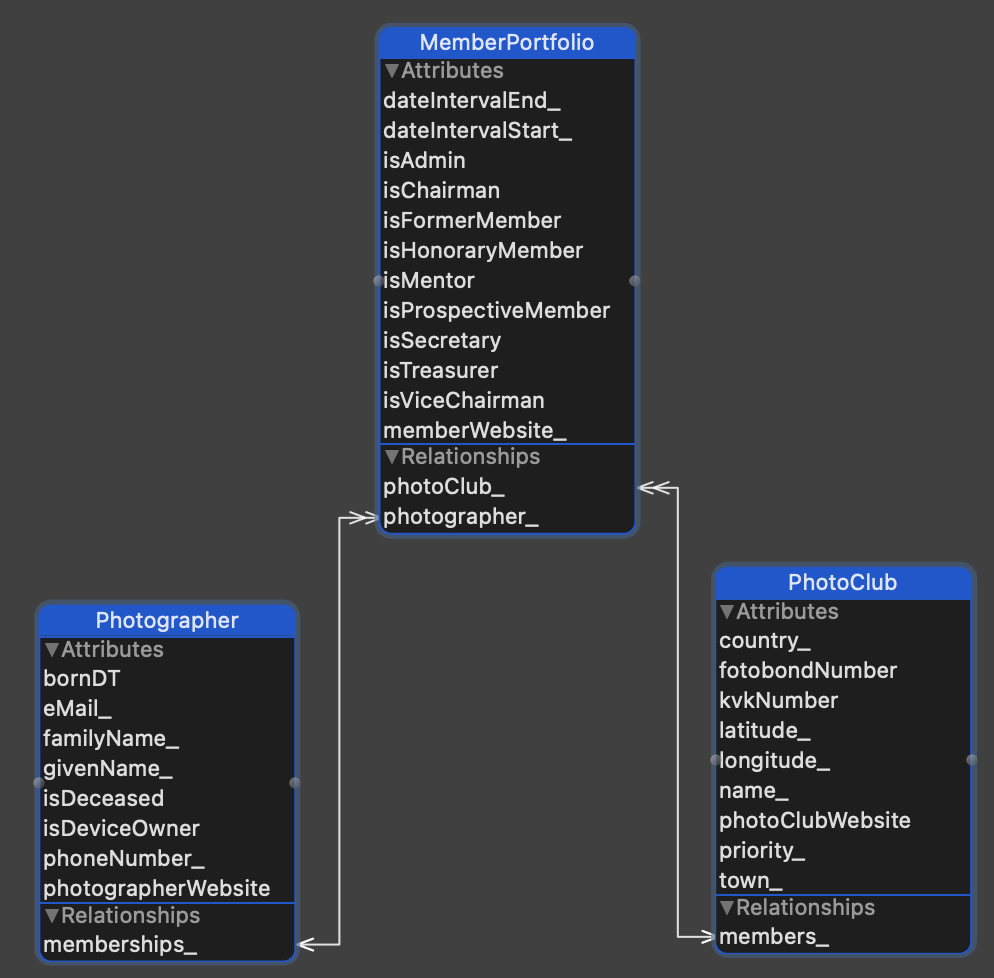 MemberPortfolio
▼Attributes
dateIntervalEnd_
dateIntervalStart_
isAdmin
isChairman
isFormerMember
isHonoraryMember
isMentor
isProspectiveMember
isSecretary
isTreasurer
isViceChairman
memberWebsite_
▼Relationships
photoClub_
photographer_
Photographer
▼Attributes
bornDT
eMail_
familyName_
givenName_
isDeceased
isDeviceOwner
phoneNumber_
photographerWebsite
▼Relationships
memberships_
PhotoClub
▼Attributes
country_
fotobondNumber
kvkNumber
latitude_
longitude_
name_
photoClubWebsite
priority_
town_
▼Relationships
members_